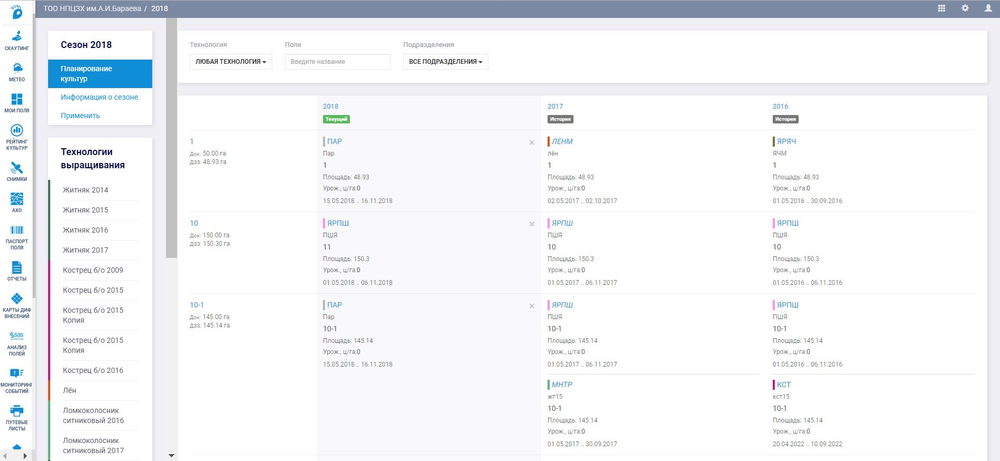 ТОО НПЦЗХ им.А.И.Бараева / 2018
СКАУТИНГ
МЕТЕО
МОИ ПОЛЯ
РЕЙТИНГ
КУЛЬТУР
СНИМКИ
АХО
ПАСПОРТ
ПОЛЯ
ОТЧЕТЫ
КАРТЫ ДИФ
ВНЕСЕНИЙ
sas
АНАЛИЗ
ПОЛЕЙ
МОНИТОРИНГ
СОБЫТИЙ
ПУТЕВЫЕ
ЛИСТЫ
Сезон 2018
Планирование
культур
Информация о сезоне
Применить
Технологии
выращивания
Житняк 2014
Житняк 2015
Житняк 2016
Житняк 2017
Кострец б/о 2009
Кострец б/о 2015
Кострец б/о 2015
Копия
Кострец б/о 2015
Копия
Кострец б/о 2016
Лён
Ломкоколосник
ситниковый 2016
Ломкоколосник
ситниковый 2017
Технология Поле Подразделения
ЛЮБАЯ ТЕХНОЛОГИЯ Введите название ВСЕ ПОДРАЗДЕЛЕНИЯ
2018 2017 2016
Текущий История История
1 ПАР × ЛЕНМ ЯРЯЧ
Док: 50.00 га Пар лён ЯЧМ
дзз: 48.93 га 1 1 1
Площадь: 48.93 Площадь: 48.93 Площадь: 48.93
Урож., ц/га:0 Урож., ц/га:0 Урож., ц/га:0
15.05.2018 .. 16.11.2018 02.05.2017 .. 02.10.2017 01.05.2016 .. 30.09.2016
10 ЯРПШ × ЯРПШ ЯРПШ
Док: 150.00 га ПШЯ ПШЯ ПШЯ
дзз: 150.30 га 11 10 10
Площадь: 150.3 Площадь: 150.3 Площадь: 150.3
Урож., ц/га:0 Урож., ц/га:0 Урож., ц/га:0
01.05.2018 .. 06.11.2018 01.05.2017 .. 06.11.2017 01.05.2016 .. 06.11.2016
10-1 ПАР × ЯРПШ ЯРПШ
Док: 145.00 га Пар ПШЯ ПШЯ
дзз: 145.14 га 10-1 10-1 10-1
Площадь: 145.14 Площадь: 145.14 Площадь: 145.14
Урож., ц/га:0 Урож., ц/га:0 Урож., ц/га:0
15.05.2018 .. 16.11.2018 01.05.2017 .. 06.11.2017 01.05.2016 .. 06.11.2016
МНТР КСТ
жт15 кст15
10-1 10-1
Площадь: 145.14 Площадь: 145.14
Урож., ц/га:0 Урож., ц/га:0
01.05.2017 .. 30.09.2017 20.04.2022 .. 10.09.2022